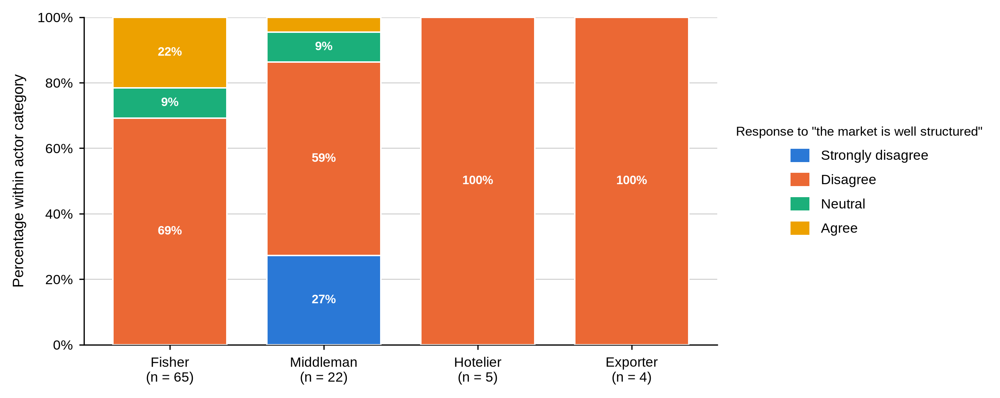 Percentage within actor category
100%
80%
60%
40%
20%
0%
22%
9%
69%
9%
59%
27%
100%
100%
Fisher
(n = 65)
Middleman
(n = 22)
Hotelier
(n = 5)
Exporter
(n = 4)
Response to "the market is well structured"
Strongly disagree
Disagree
Neutral
Agree